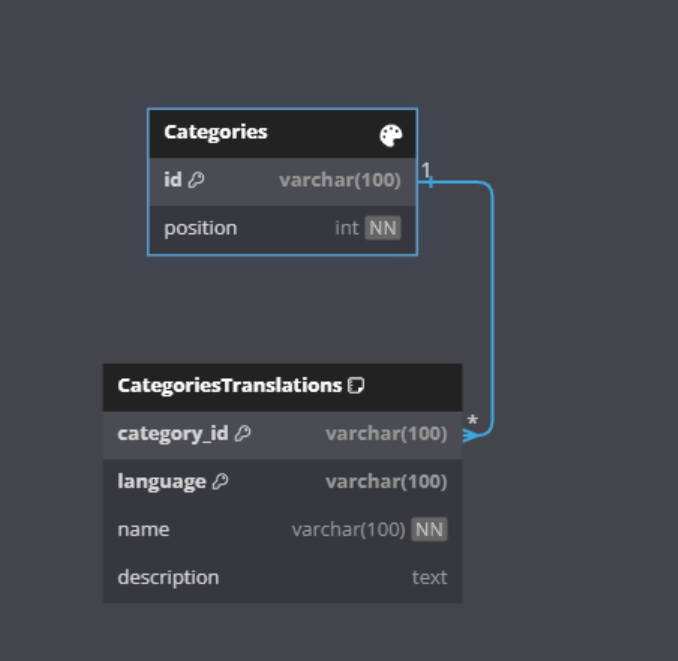 Categories
id varchar(100)
1
position int NN
CategoriesTranslations
*
category_id varchar(100)
language varchar(100)
name varchar(100) NN
description text